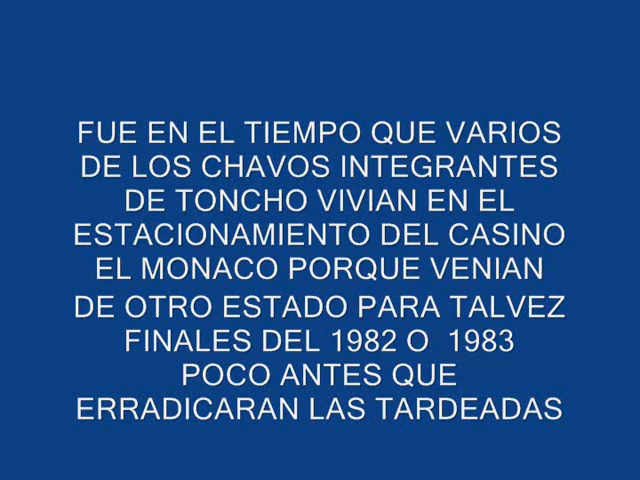 FUE EN EL TIEMPO QUE VARIOS
DE LOS CHAVOS INTEGRANTES
DE TONCHO VIVIAN EN EL
ESTACIONAMIENTO DEL CASINO
EL MONACO PORQUE VENIAN
DE OTRO ESTADO PARA TALVEZ
FINALES DEL 1982 O  1983
POCO ANTES QUE
ERRADICARAN LAS TARDEADAS